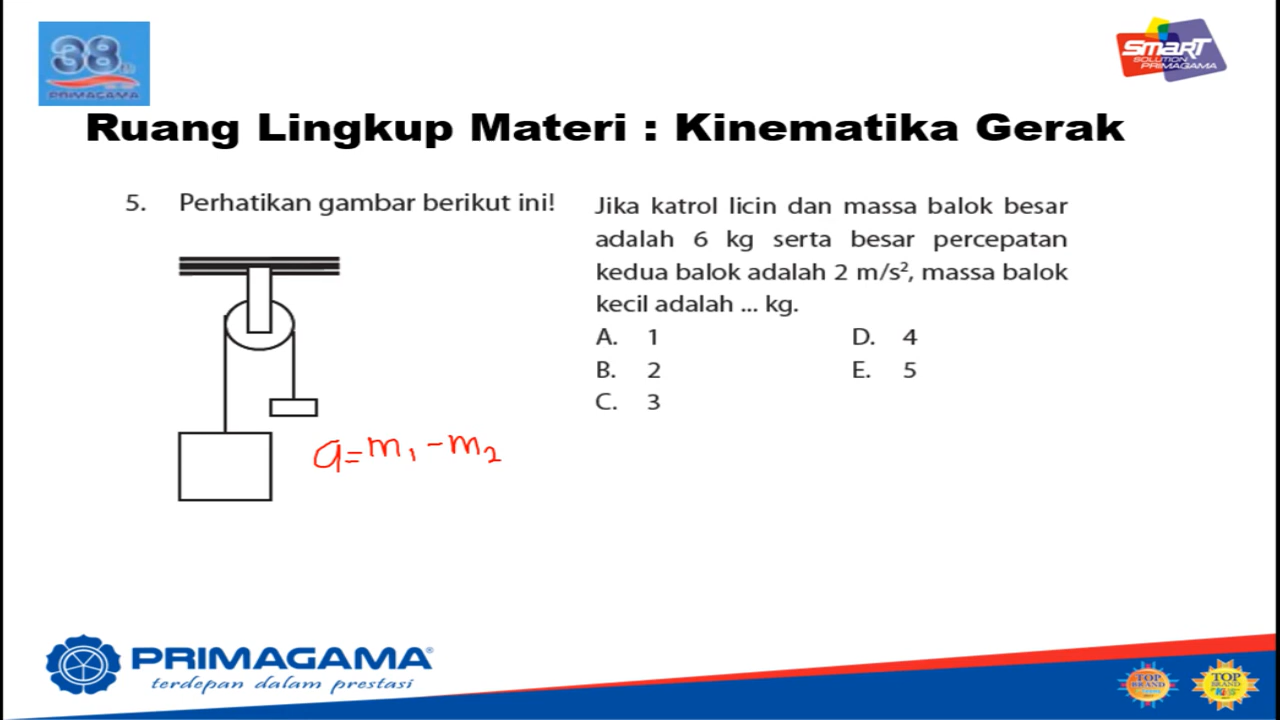 38th
PRIMAGAMA
SMART
SOLUTION
PRIMAGAMA
Ruang Lingkup Materi : Kinematika Gerak
5. Perhatikan gambar berikut ini!
Jika katrol licin dan massa balok besar
adalah 6 kg serta besar percepatan
kedua balok adalah 2 m/s², massa balok
kecil adalah ... kg.
A. 1 D. 4
B. 2 E. 5
C. 3
a=m₁-m₂
PRIMAGAMA®
terdepan dalam prestasi
TOP
BRAND
TOP
BRAND
KIDS